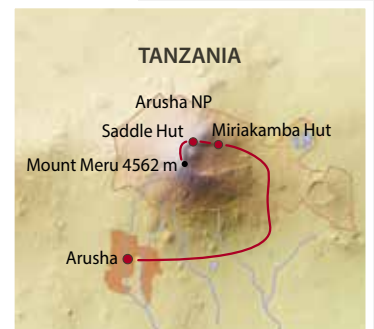 TANZANIA
Arusha NP
Saddle Hut
Miriakamba Hut
Mount Meru 4562 m
Arusha